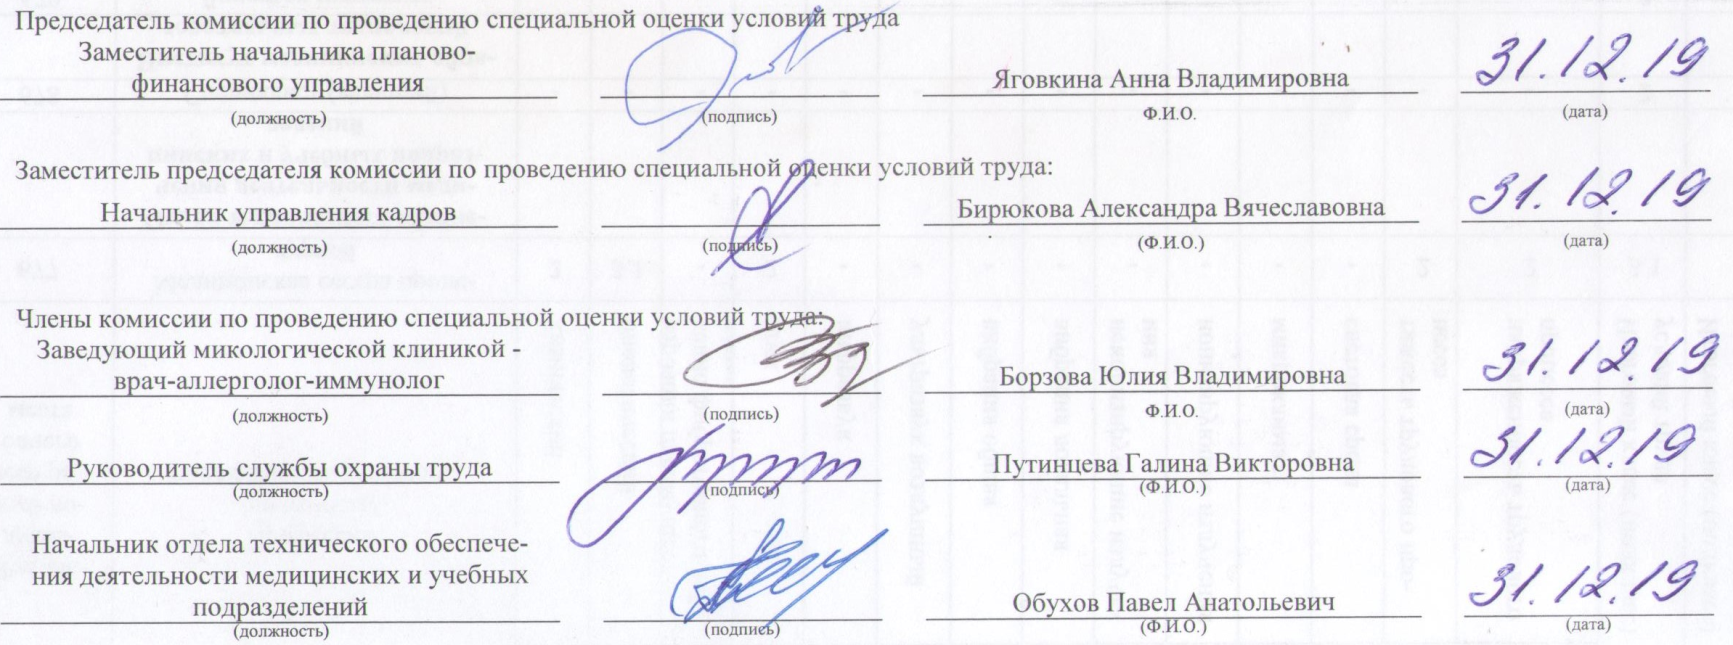 Председатель комиссии по проведению специальной оценки условий труда
Заместитель начальника планово-
финансового управления
Яговкина Анна Владимировна
31.12.19
(должность)
(подпись)
Ф.И.О.
(дата)
Заместитель председателя комиссии по проведению специальной оценки условий труда:
Начальник управления кадров
Бирюкова Александра Вячеславовна
31.12.19
(должность)
(подпись)
(Ф.И.О.)
(дата)
Члены комиссии по проведению специальной оценки условий труда:
Заведующий микологической клиникой -
врач-аллерголог-иммунолог
Борзова Юлия Владимировна
31.12.19
(должность)
(подпись)
Ф.И.О.
(дата)
Руководитель службы охраны труда
Путинцева Галина Викторовна
31.12.19
(должность)
(подпись)
(Ф.И.О.)
(дата)
Начальник отдела технического обеспече-
ния деятельности медицинских и учебных
подразделений
Обухов Павел Анатольевич
31.12.19
(должность)
(подпись)
(Ф.И.О.)
(дата)